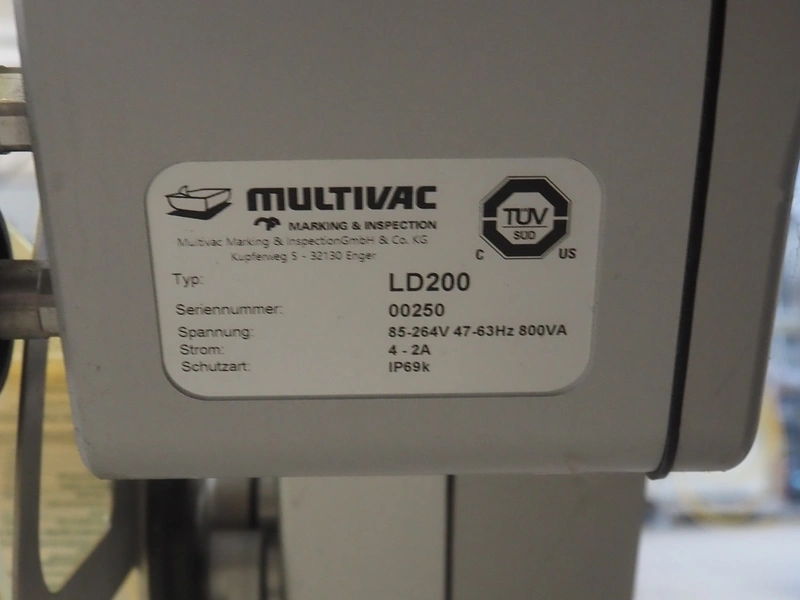 MULTIVAC
MARKING & INSPECTION
Multivac Marking & InspectionGmbH & Co. KG
Kupferweg 5 - 32130 Enger
TÜV
SÜD
C US
Typ: LD200
Seriennummer: 00250
Spannung: 85-264V 47-63Hz 800VA
Strom: 4 - 2A
Schutzart: IP69k